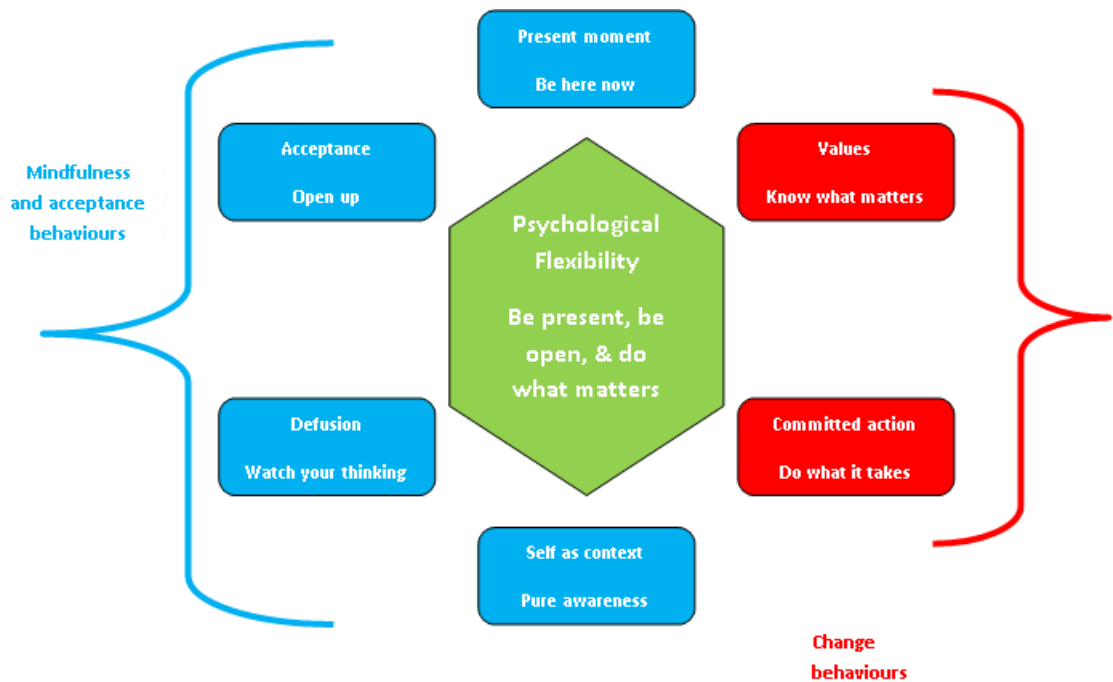 Present moment
Be here now
Acceptance
Open up
Values
Know what matters
Mindfulness
and acceptance
behaviours
Psychological
Flexibility
Be present, be
open, & do
what matters
Defusion
Watch your thinking
Committed action
Do what it takes
Self as context
Pure awareness
Change
behaviours